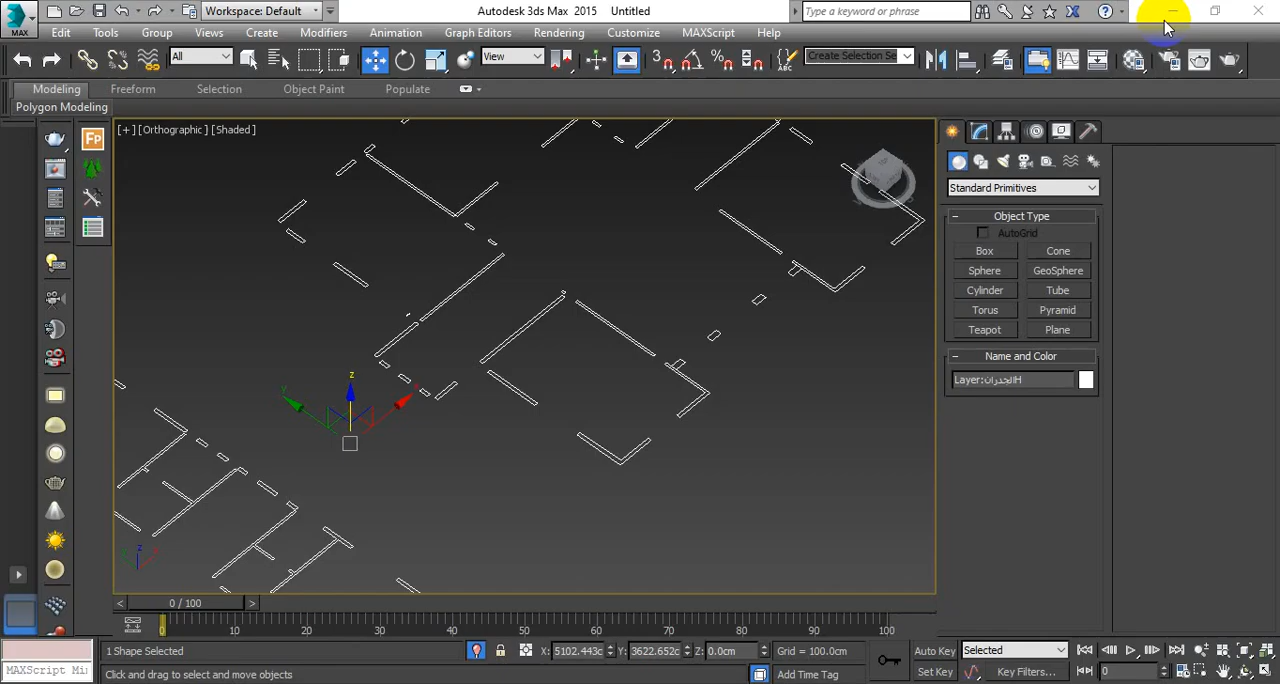 Workspace: Default
Autodesk 3ds Max 2015 Untitled
Type a keyword or phrase
MAX
Edit Tools Group Views Create Modifiers Animation Graph Editors Rendering Customize MAXScript Help
All
View
3
Create Selection Se
Modeling Freeform Selection Object Paint Populate
Polygon Modeling
[+] [Orthographic] [Shaded]
Fp
Standard Primitives
Object Type
AutoGrid
Box Cone
Sphere GeoSphere
Cylinder Tube
Torus Pyramid
Teapot Plane
Name and Color
Layer:الجدران‎H
z
y
x
z
< 0 / 100 >
0 10 20 30 40 50 60 70 80 90 100
1 Shape Selected
X: 5102.443c Y: 3622.652c Z: 0.0cm Grid = 100.0cm
Auto Key Selected
MAXScript Mi
Click and drag to select and move objects
Add Time Tag
Set Key Key Filters...
0